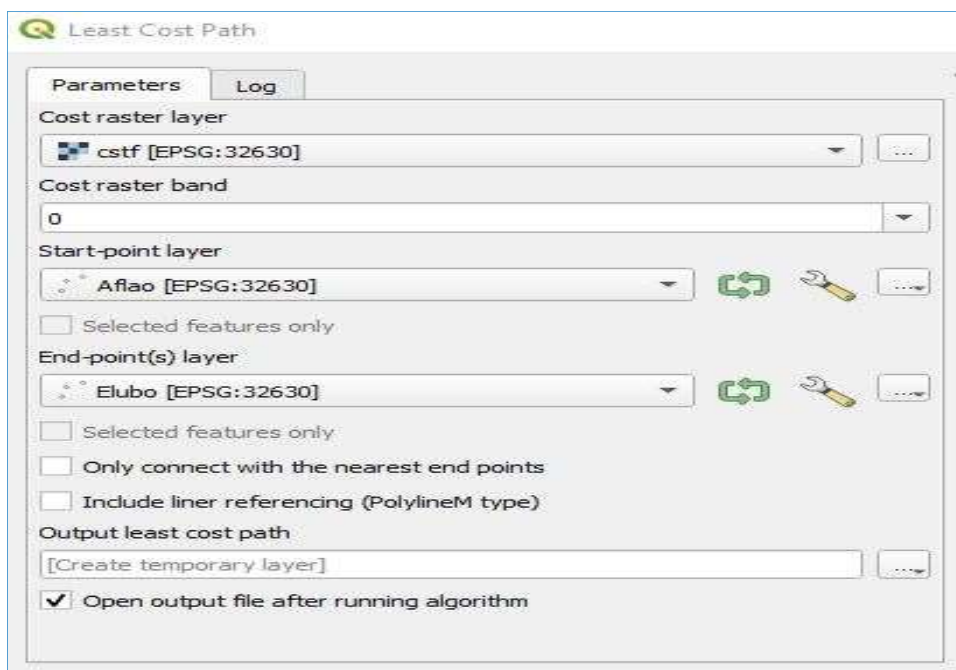 Least Cost Path
Parameters Log
Cost raster layer
cstf [EPSG:32630]
...
Cost raster band
0
Start-point layer
Aflao [EPSG:32630]
...
Selected features only
End-point(s) layer
Elubo [EPSG:32630]
...
Selected features only
Only connect with the nearest end points
Include liner referencing (PolylineM type)
Output least cost path
[Create temporary layer]
...
Open output file after running algorithm